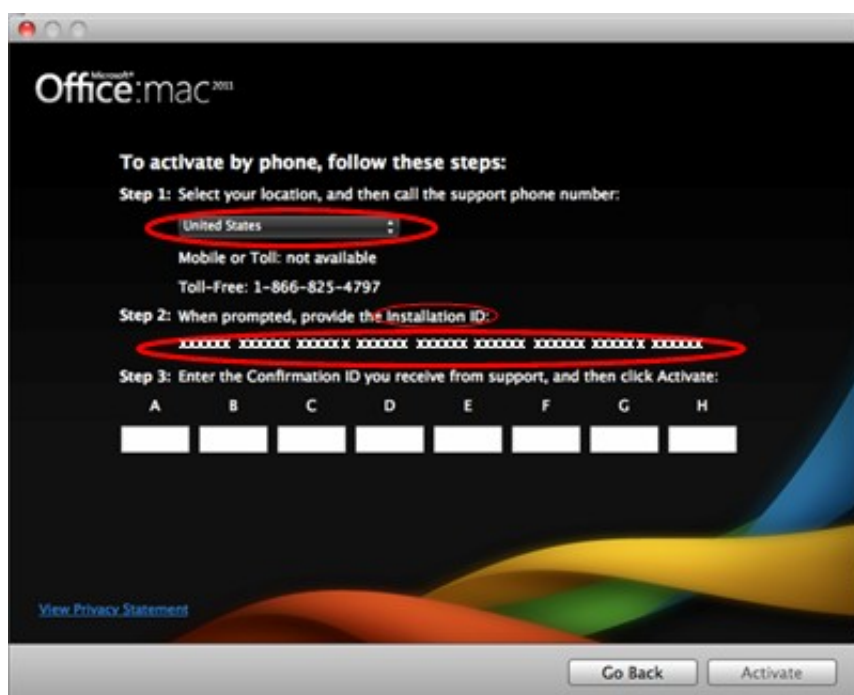 Microsoft®
Office:mac 2011
To activate by phone, follow these steps:
Step 1: Select your location, and then call the support phone number:
United States
Mobile or Toll: not available
Toll-Free: 1-866-825-4797
Step 2: When prompted, provide the Installation ID:
xxxxxx xxxxxx xxxxxx xxxxxx xxxxxx xxxxxx xxxxxx xxxxxx xxxxxx
Step 3: Enter the Confirmation ID you receive from support, and then click Activate:
A B C D E F G H
View Privacy Statement
Go Back Activate